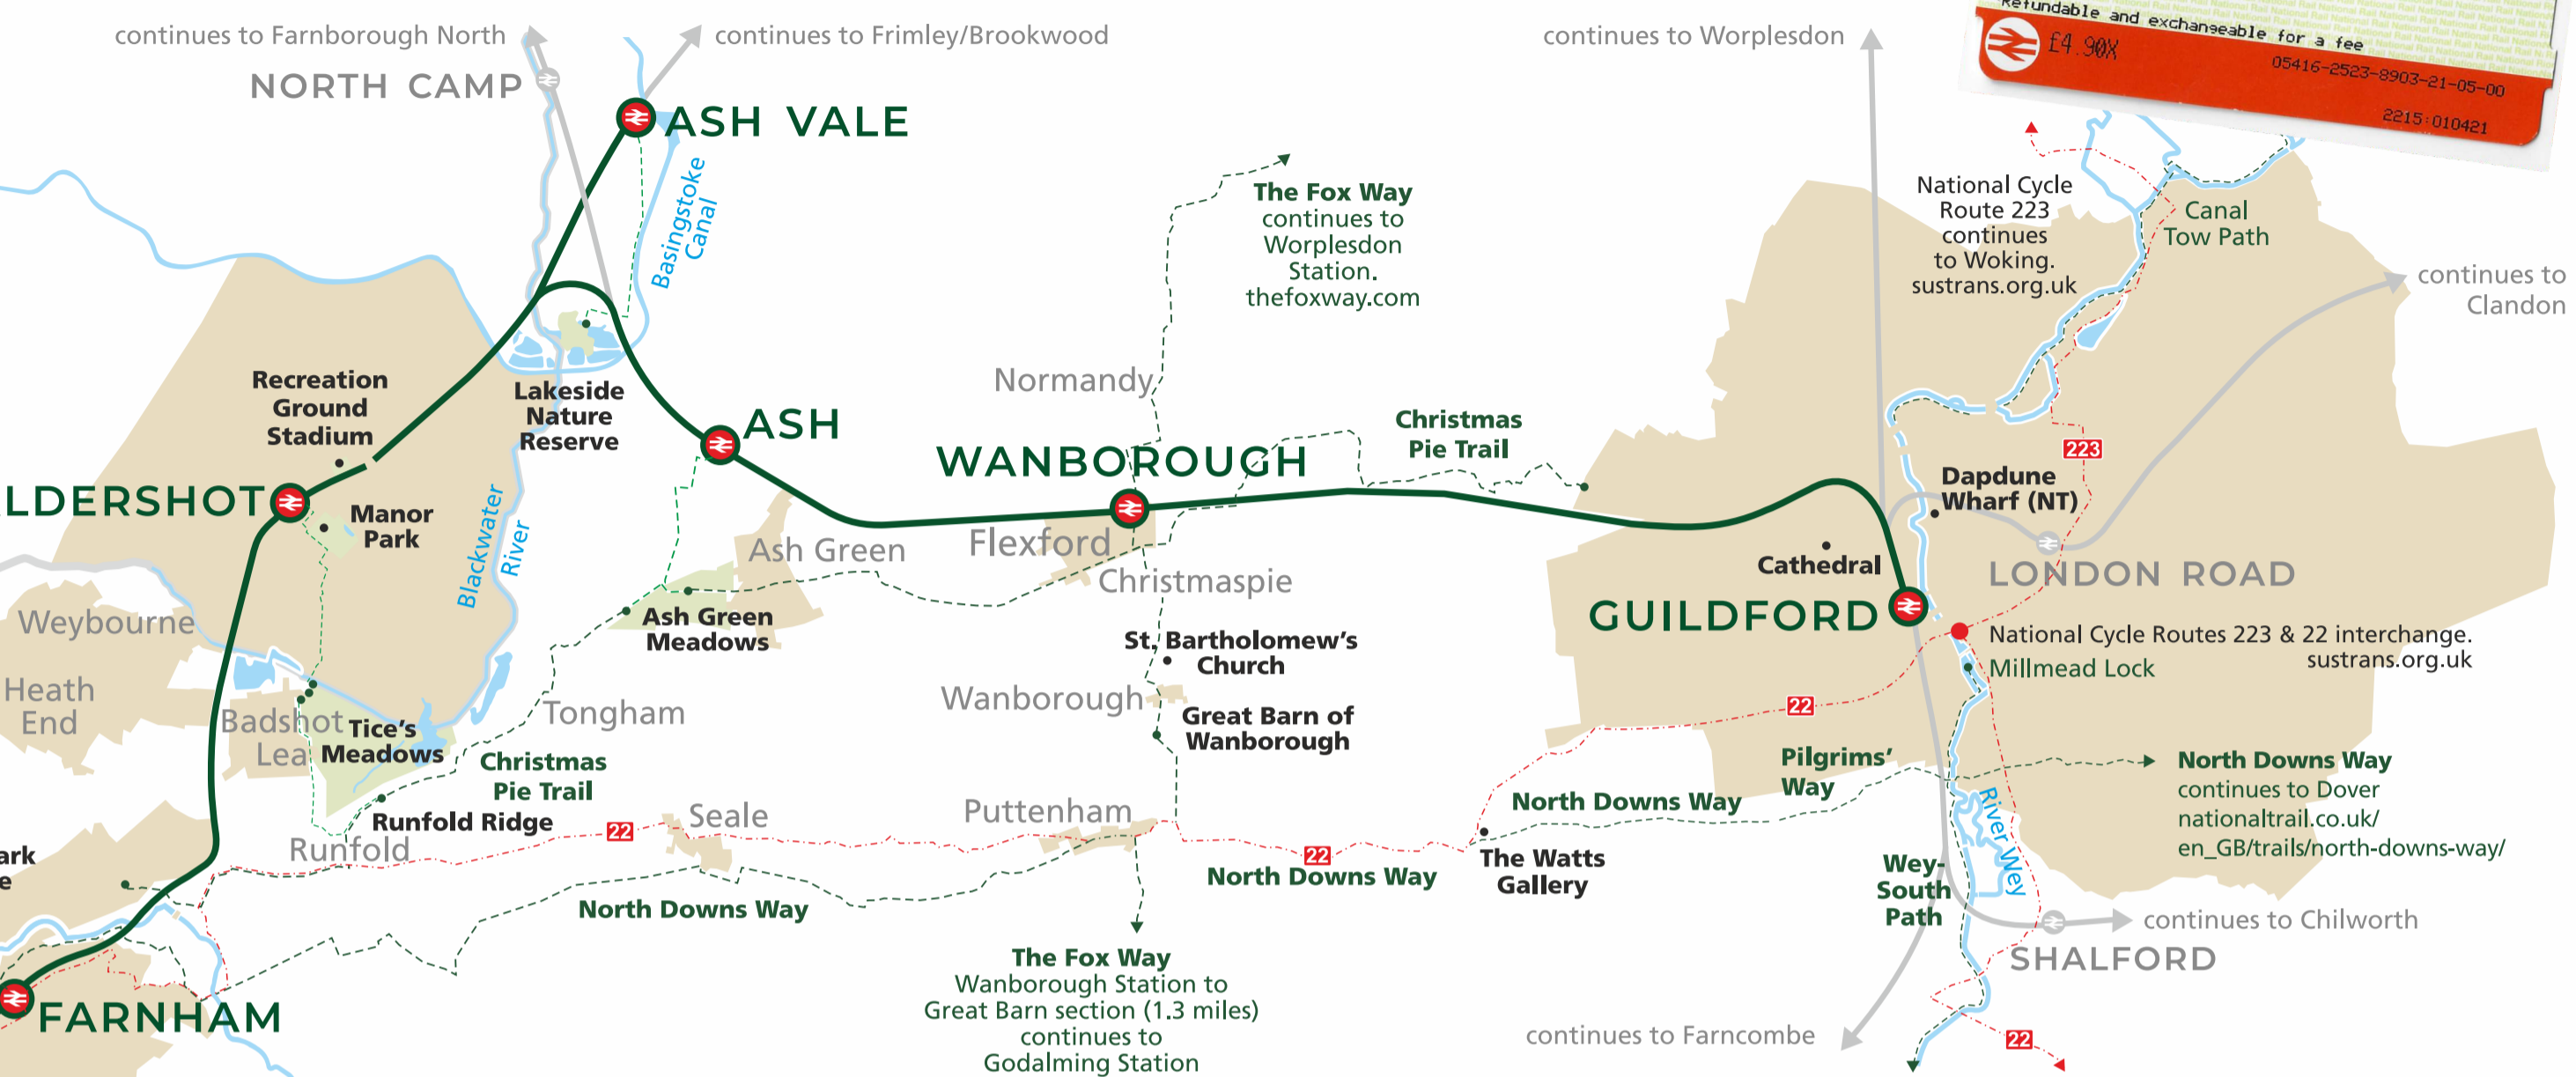 continues to Farnborough North
continues to Frimley/Brookwood
continues to Worplesdon
Refundable and exchangeable for a fee
£4.90X
05416-2523-8903-21-05-00
2215:010421
NORTH CAMP
ASH VALE
Basingstoke
Canal
The Fox Way
continues to
Worplesdon
Station.
thefoxway.com
National Cycle
Route 223
continues
to Woking.
sustrans.org.uk
Canal
Tow Path
continues to
Clandon
Recreation
Ground
Stadium
Lakeside
Nature
Reserve
Normandy
ASH
WANBOROUGH
Christmas
Pie Trail
223
LDERSHOT
Manor
Park
Blackwater
River
Ash Green
Flexford
Christmaspie
Dapdune
Wharf (NT)
Cathedral
LONDON ROAD
GUILDFORD
Weybourne
Ash Green
Meadows
St. Bartholomew's
Church
National Cycle Routes 223 & 22 interchange.
sustrans.org.uk
Millmead Lock
Heath
End
Badshot
Lea
Tice's
Meadows
Tongham
Wanborough
Great Barn of
Wanborough
22
Christmas
Pie Trail
Runfold Ridge
Runfold
22
Seale
Puttenham
North Downs Way
Pilgrims'
Way
North Downs Way
continues to Dover
nationaltrail.co.uk/
en_GB/trails/north-downs-way/
River Wey
ark
e
22
North Downs Way
The Watts
Gallery
Wey-
South
Path
North Downs Way
continues to Chilworth
SHALFORD
The Fox Way
Wanborough Station to
Great Barn section (1.3 miles)
continues to
Godalming Station
FARNHAM
continues to Farncombe
22